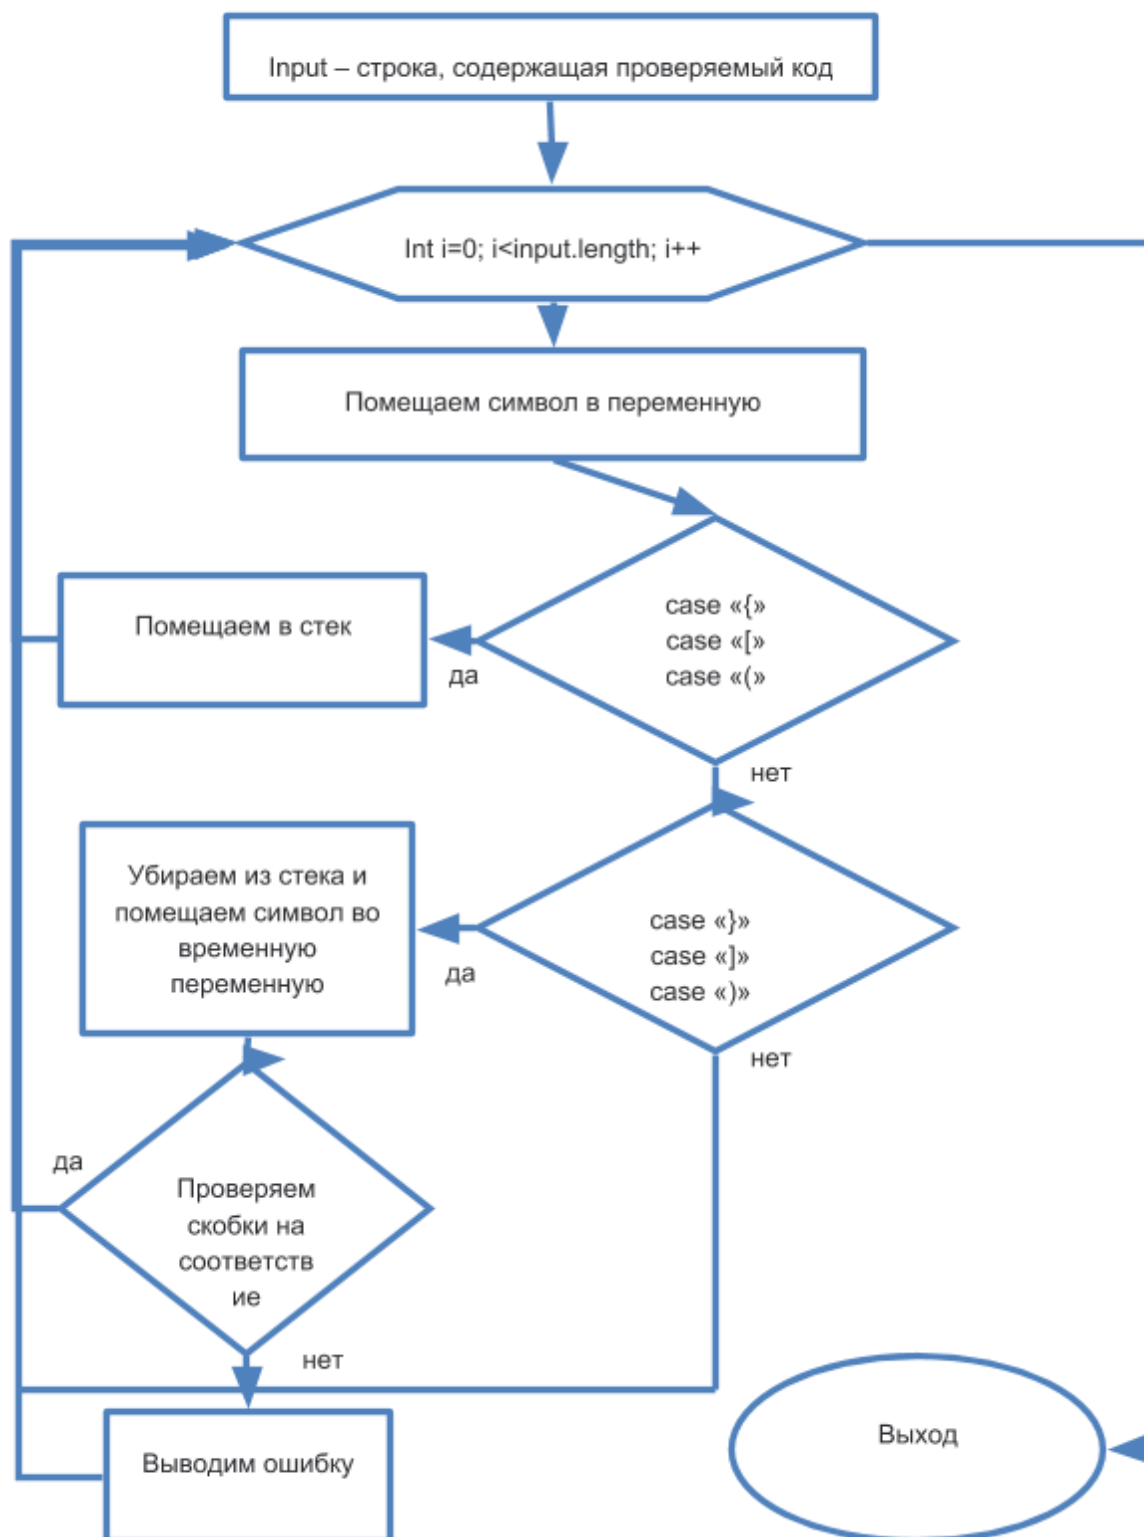 Input – строка, содержащая проверяемый код
Int i=0; i<input.length; i++
Помещаем символ в переменную
case «{»
case «[»
case «(»
Помещаем в стек
да
нет
Убираем из стека и
помещаем символ во
временную
переменную
case «}»
case «]»
case «)»
да
нет
да
Проверяем
скобки на
соответств
ие
нет
Выводим ошибку
Выход